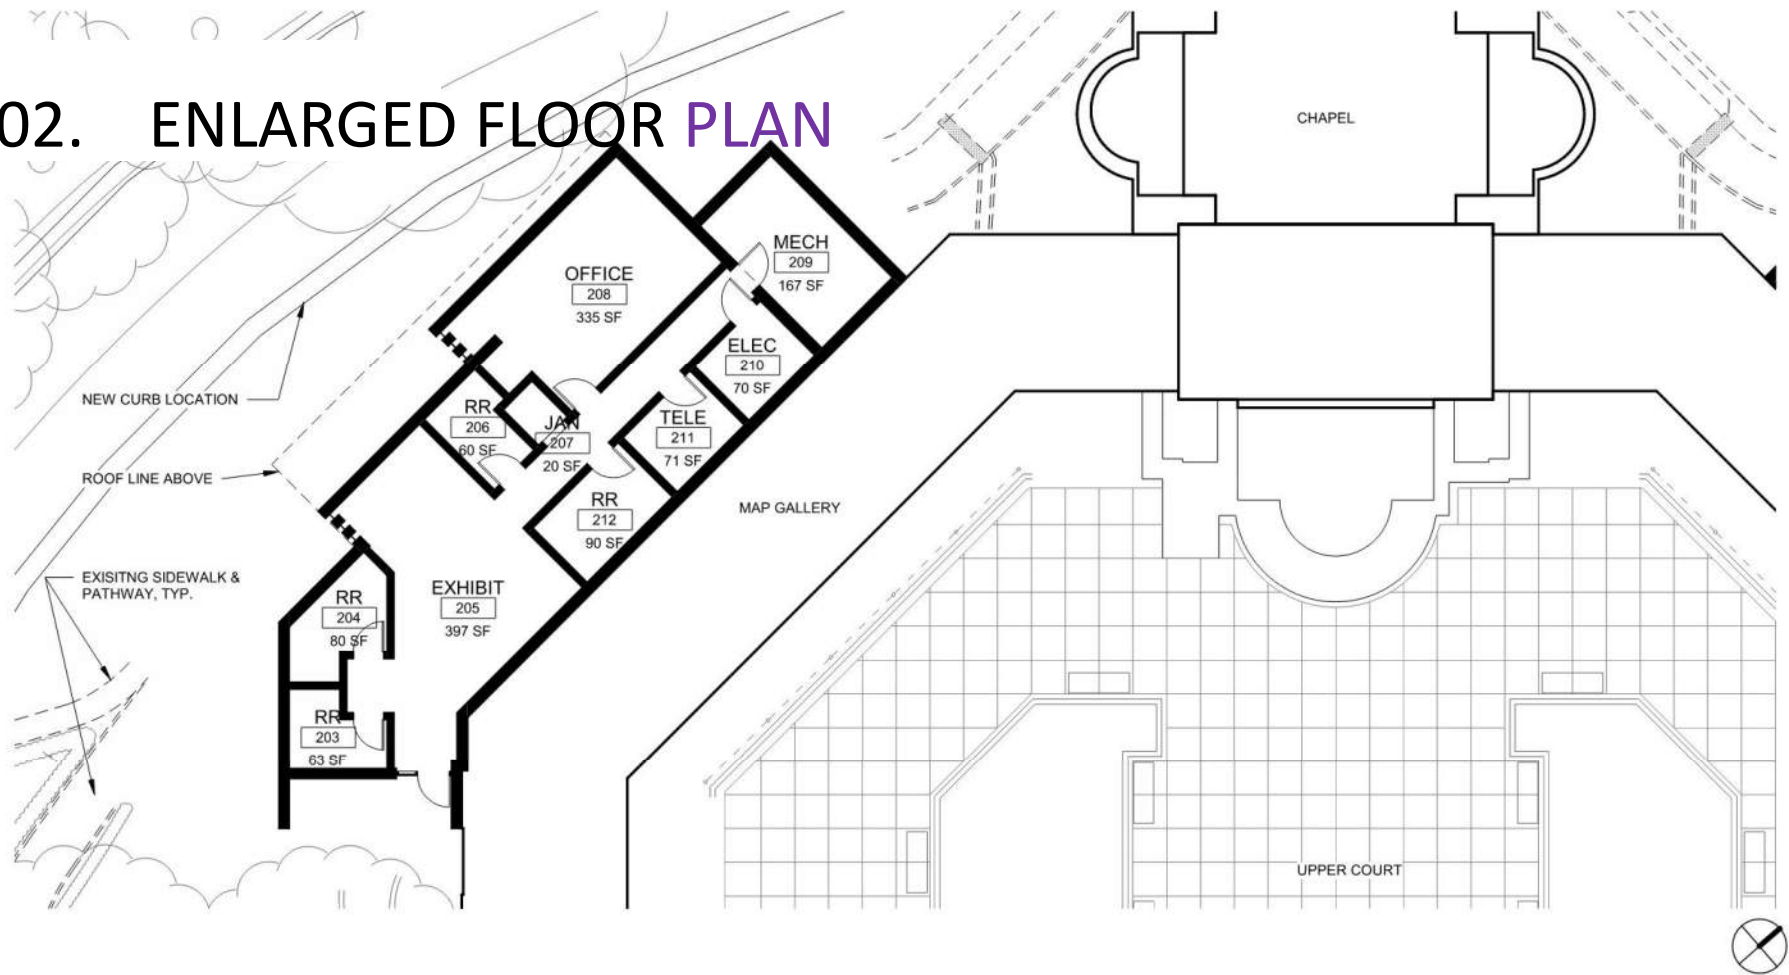 02. ENLARGED FLOOR PLAN
CHAPEL
MECH
209
167 SF
OFFICE
208
335 SF
ELEC
210
70 SF
NEW CURB LOCATION
RR
206
60 SF
JAN
207
20 SF
TELE
211
71 SF
ROOF LINE ABOVE
RR
212
90 SF
MAP GALLERY
EXISITNG SIDEWALK &
PATHWAY, TYP.
RR
204
80 SF
EXHIBIT
205
397 SF
RR
203
63 SF
UPPER COURT